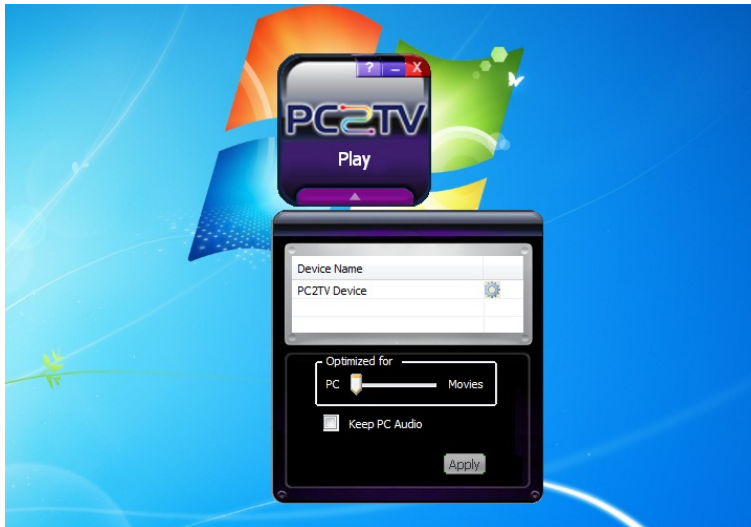 ? – X
PC2TV
Play
Device Name
PC2TV Device
Optimized for
PC Movies
Keep PC Audio
Apply